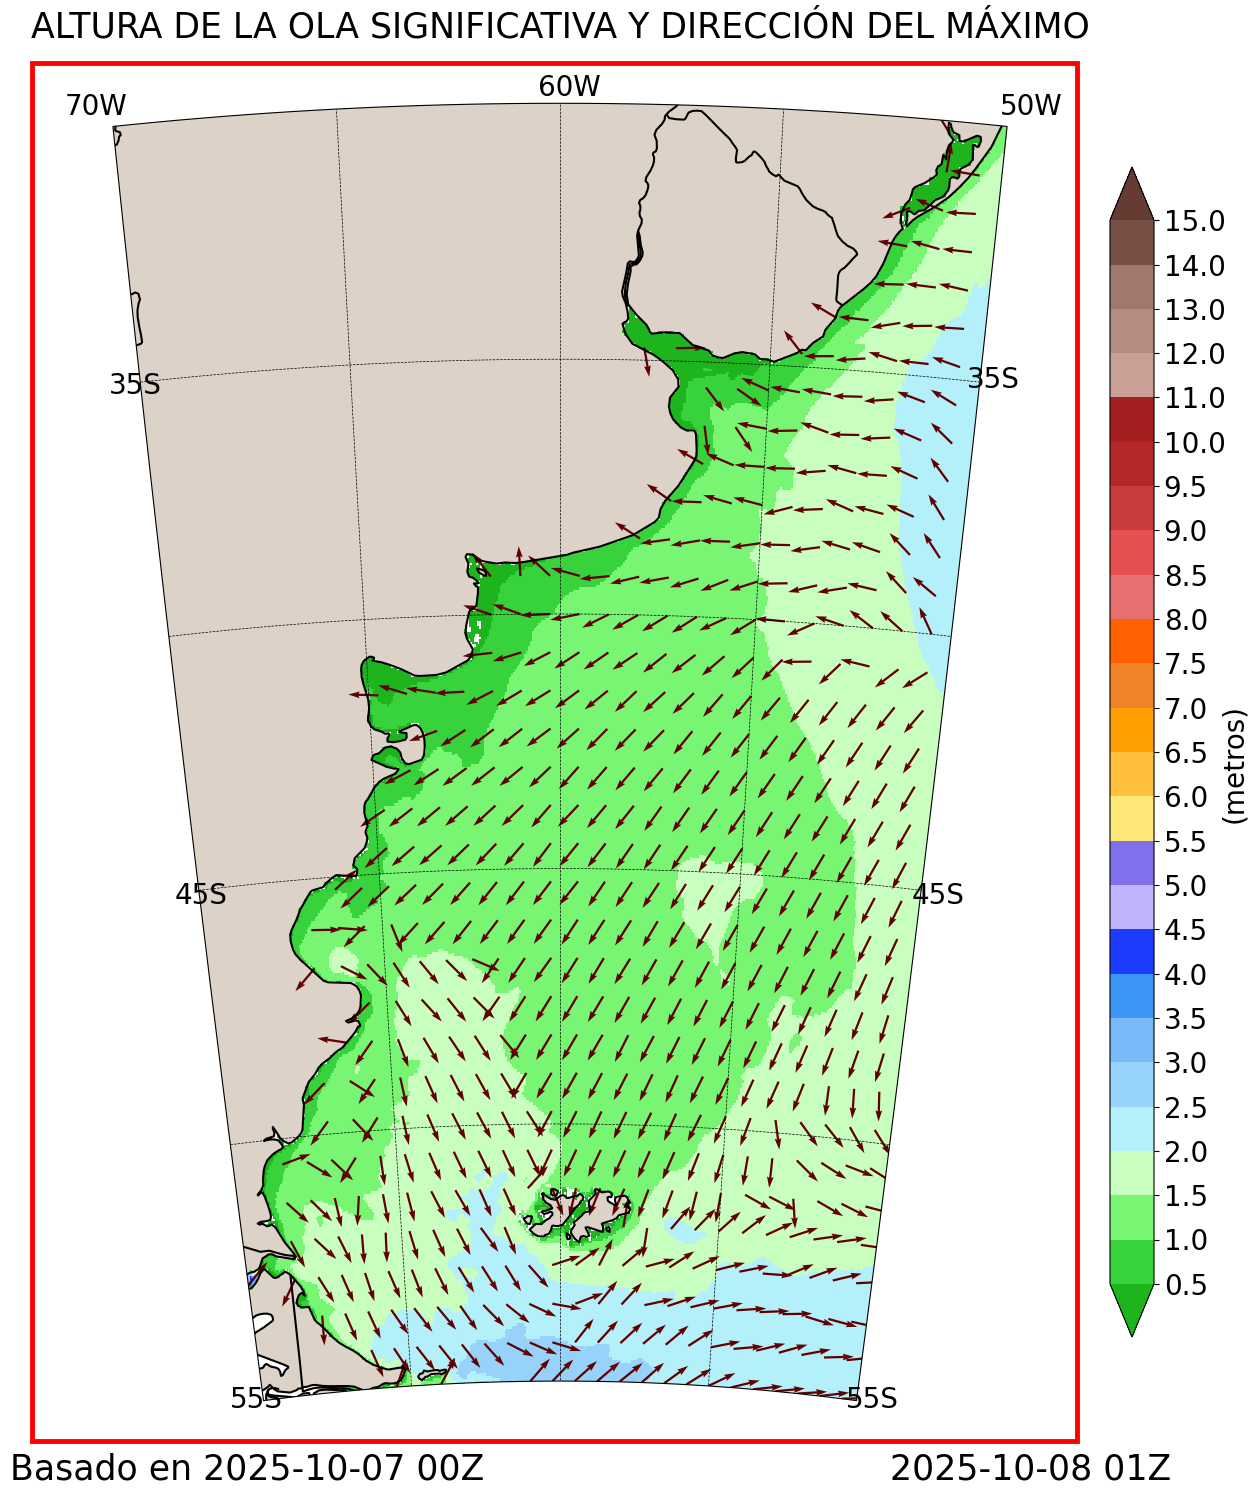 ALTURA DE LA OLA SIGNIFICATIVA Y DIRECCIÓN DEL MÁXIMO
70W
60W
50W
35S
35S
45S
45S
55S
55S
15.0
14.0
13.0
12.0
11.0
10.0
9.5
9.0
8.5
8.0
7.5
7.0
6.5
6.0
5.5
5.0
4.5
4.0
3.5
3.0
2.5
2.0
1.5
1.0
0.5
(metros)
Basado en 2025-10-07 00Z
2025-10-08 01Z